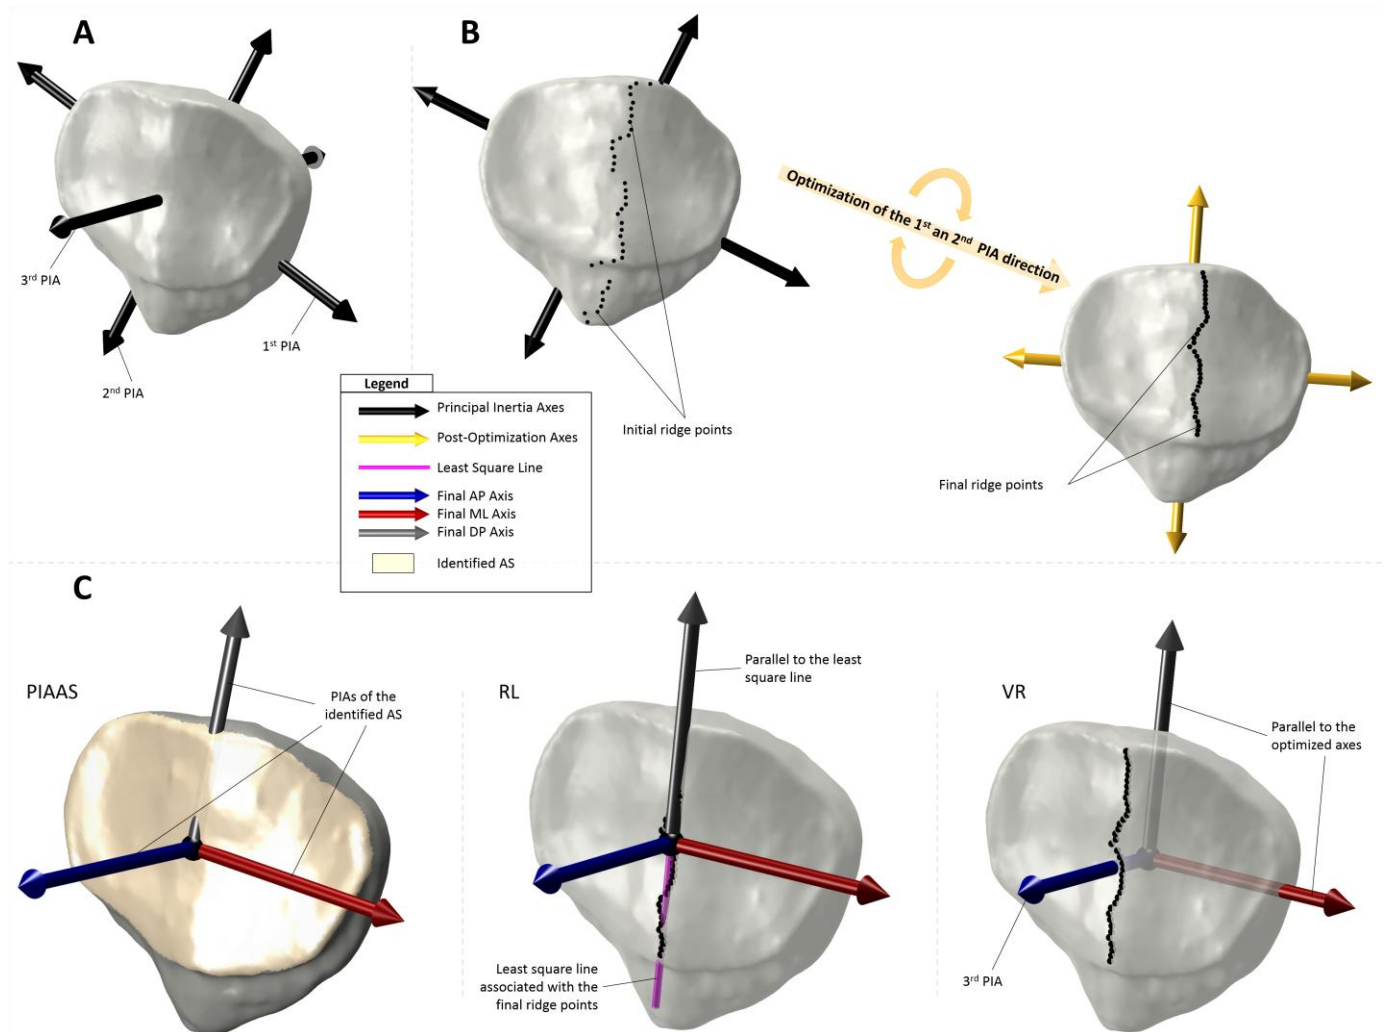 A
B
3rd PIA
1st PIA
2nd PIA
Initial ridge points
Optimization of the 1st an 2nd PIA direction
Final ridge points
Legend
Principal Inertia Axes
Post-Optimization Axes
Least Square Line
Final AP Axis
Final ML Axis
Final DP Axis
Identified AS
C
PIAAS
PIAs of the
identified AS
RL
Parallel to the least
square line
Least square line
associated with the
final ridge points
VR
Parallel to the
optimized axes
3rd PIA